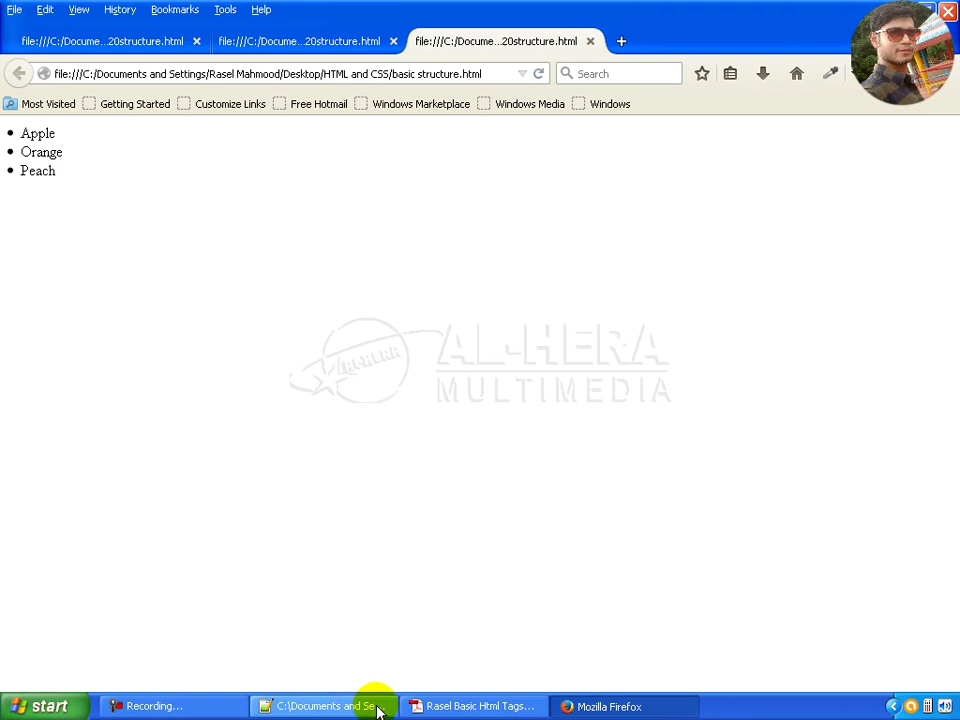 File Edit View History Bookmarks Tools Help
file:///C:/Docume...20structure.html file:///C:/Docume...20structure.html file:///C:/Docume...20structure.html
file:///C:/Documents and Settings/Rasel Mahmood/Desktop/HTML and CSS/basic structure.html Search
Most Visited Getting Started Customize Links Free Hotmail Windows Marketplace Windows Media Windows
• Apple
• Orange
• Peach
AL-HERA
AL-HERA
MULTIMEDIA
start Recording... C:\Documents and Se... Rasel Basic Html Tags... Mozilla Firefox